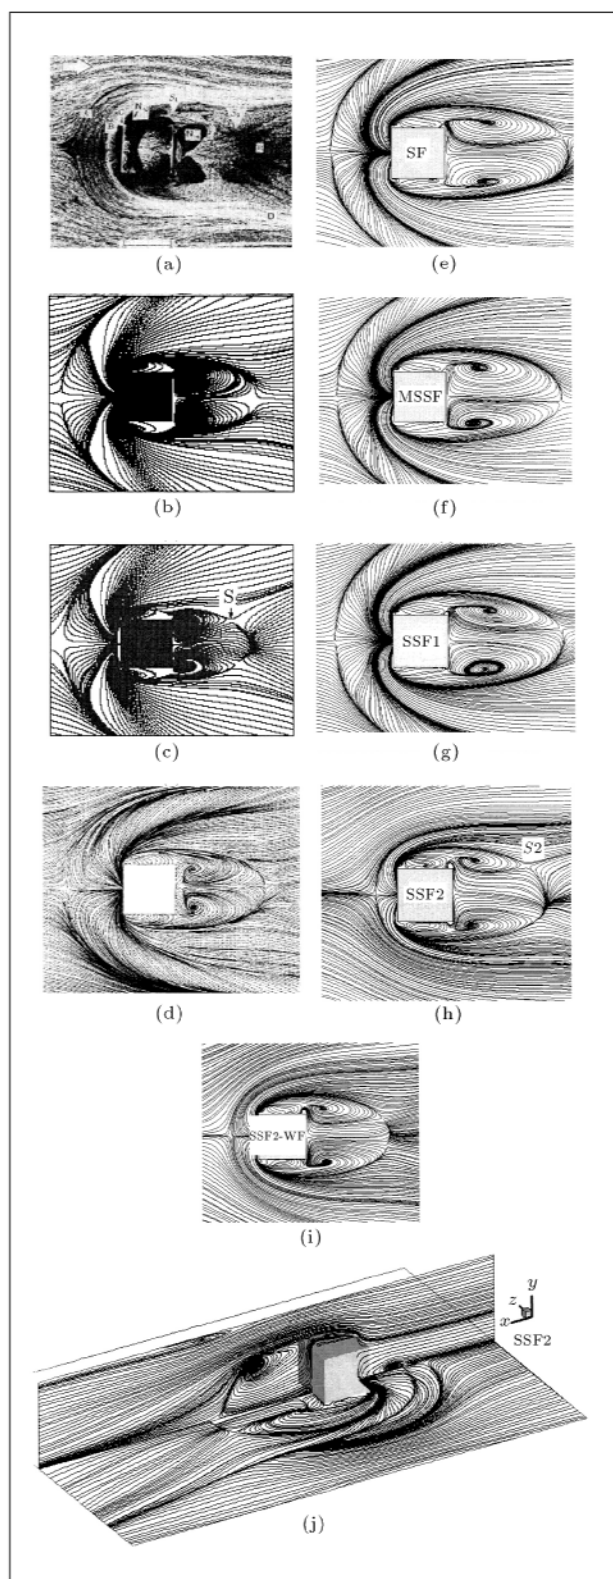 N
S
N
B
D
(a)
SF
(e)
(b)
MSSF
(f)
S
(c)
SSF1
(g)
(d)
S2
SSF2
(h)
SSF2-WF
(i)
y
z
x
SSF2
(j)